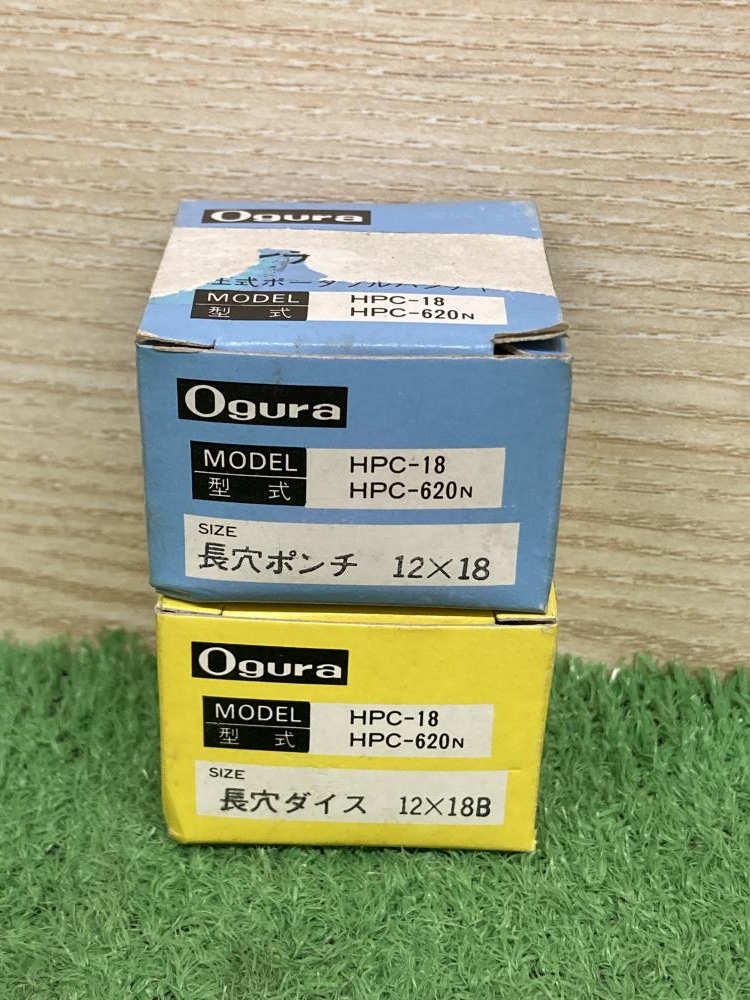 Ogura
圧式ポータブルパンチャ
MODEL HPC-18
型式 HPC-620N
Ogura
MODEL HPC-18
型式 HPC-620N
SIZE
長穴ポンチ 12×18
Ogura
MODEL HPC-18
型式 HPC-620N
SIZE
長穴ダイス 12×18B